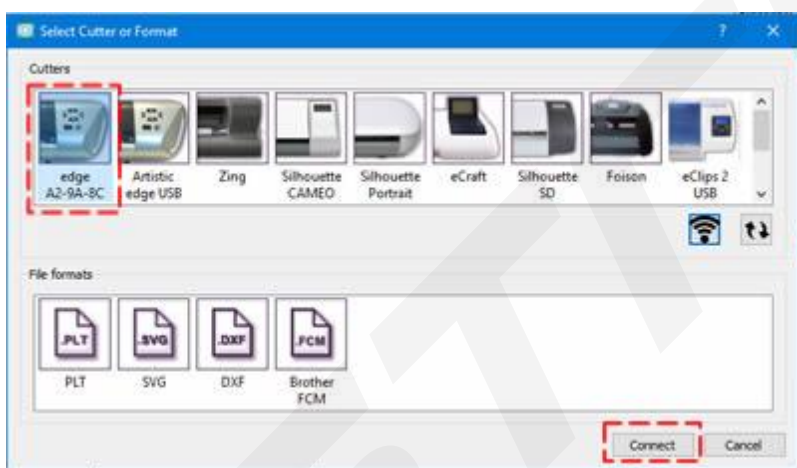 Select Cutter or Format
? ×
Cutters
edge A2-9A-8C
Artistic edge USB
Zing
Silhouette CAMEO
Silhouette Portrait
eCraft
Silhouette SD
Foison
eClips 2 USB
File formats
.PLT
.SVG
.DXF
.FCM
PLT
SVG
DXF
Brother FCM
Connect
Cancel